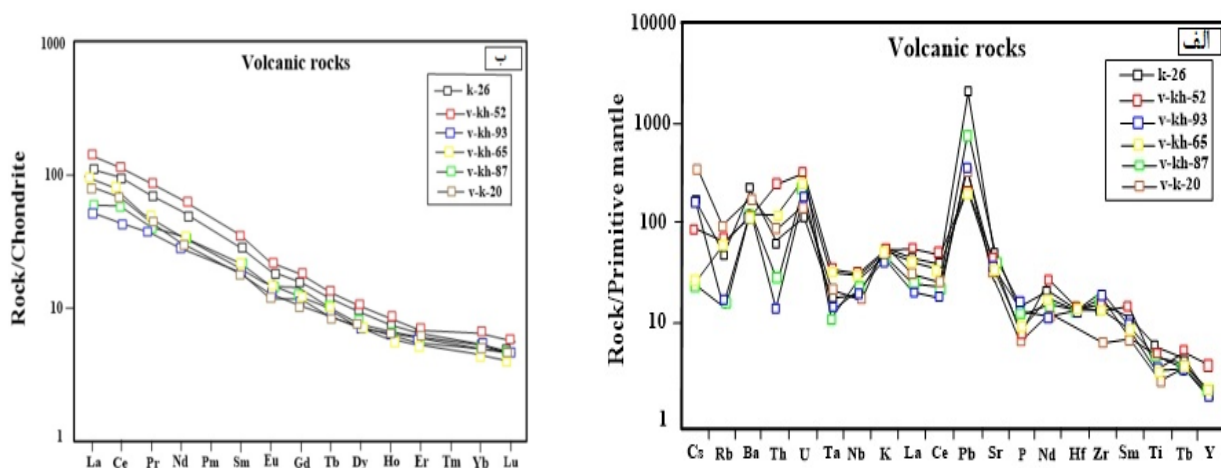 1000
100
10
1
Rock/Chondrite
Volcanic rocks
ب
k-26
v-kh-52
v-kh-93
v-kh-65
v-kh-87
v-k-20
La Ce Pr Nd Pm Sm Eu Gd Tb Dy Ho Er Tm Yb Lu
10000
1000
100
10
1
Rock/Primitive mantle
Volcanic rocks
الف
k-26
v-kh-52
v-kh-93
v-kh-65
v-kh-87
v-k-20
Cs Rb Ba Th U Ta Nb K La Ce Pb Sr P Nd Hf Zr Sm Ti Tb Y